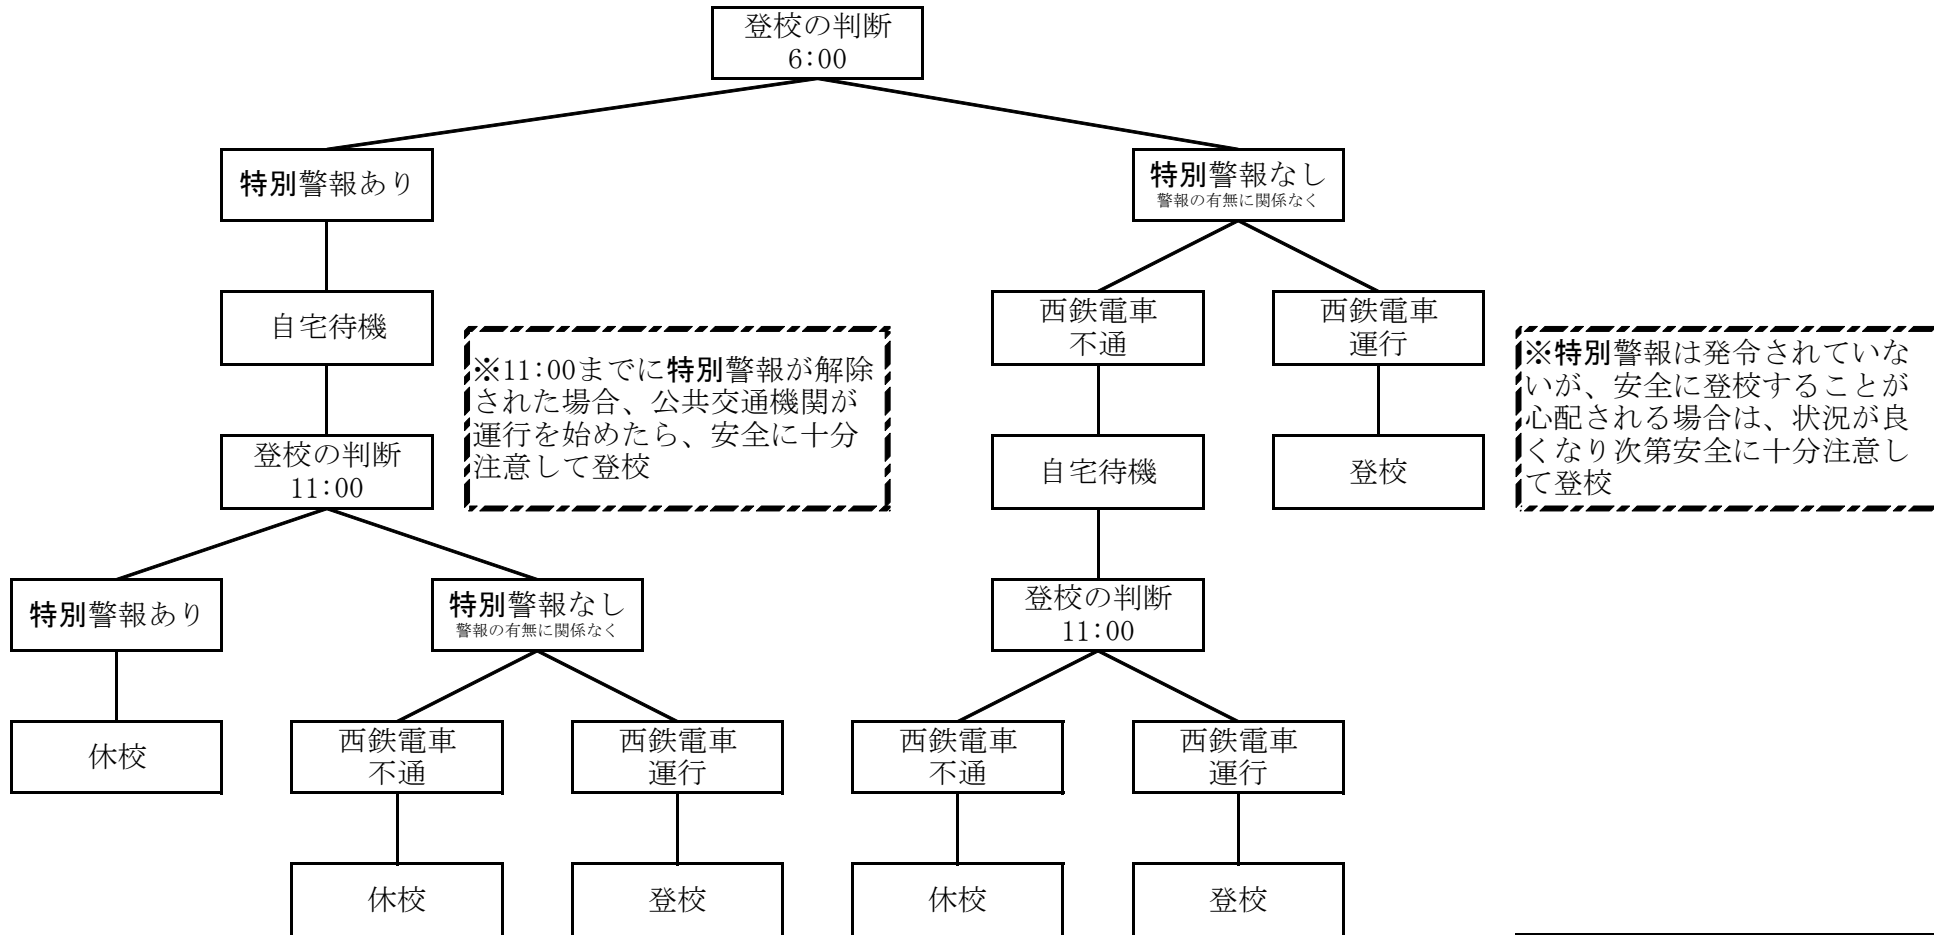 登校の判断
6:00
特別警報あり
特別警報なし
警報の有無に関係なく
自宅待機
西鉄電車
不通
西鉄電車
運行
※11:00までに特別警報が解除
された場合、公共交通機関が
運行を始めたら、安全に十分
注意して登校
※特別警報は発令されていな
いが、安全に登校することが
心配される場合は、状況が良
くなり次第安全に十分注意し
て登校
登校の判断
11:00
自宅待機
登校
特別警報あり
特別警報なし
警報の有無に関係なく
登校の判断
11:00
休校
西鉄電車
不通
西鉄電車
運行
西鉄電車
不通
西鉄電車
運行
休校
登校
休校
登校